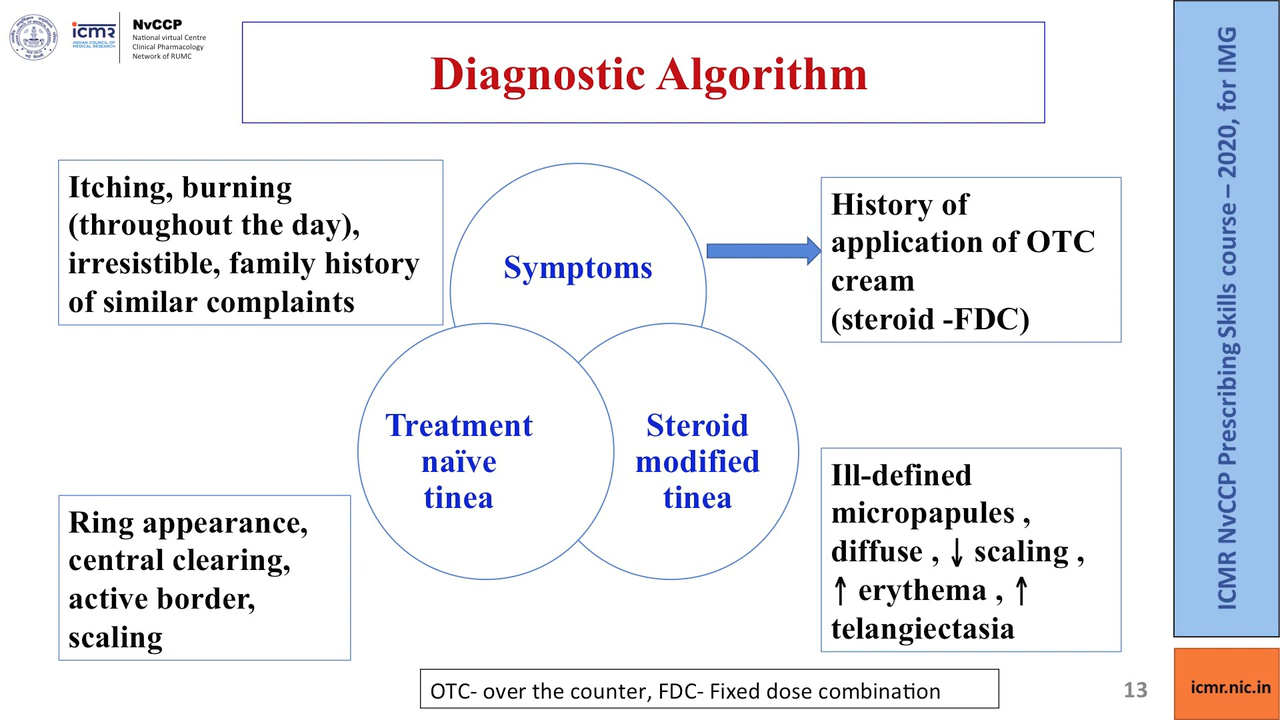 icmr
INDIAN COUNCIL OF
MEDICAL RESEARCH
NvCCP
National virtual Centre
Clinical Pharmacology
Network of RUMC
Diagnostic Algorithm
Itching, burning
(throughout the day),
irresistible, family history
of similar complaints
Symptoms
History of
application of OTC
cream
(steroid -FDC)
Treatment
naïve
tinea
Steroid
modified
tinea
Ring appearance,
central clearing,
active border,
scaling
Ill-defined
micropapules ,
diffuse , ↓ scaling ,
↑ erythema , ↑
telangiectasia
OTC- over the counter, FDC- Fixed dose combination
13
ICMR NvCCP Prescribing Skills course – 2020, for IMG
icmr.nic.in